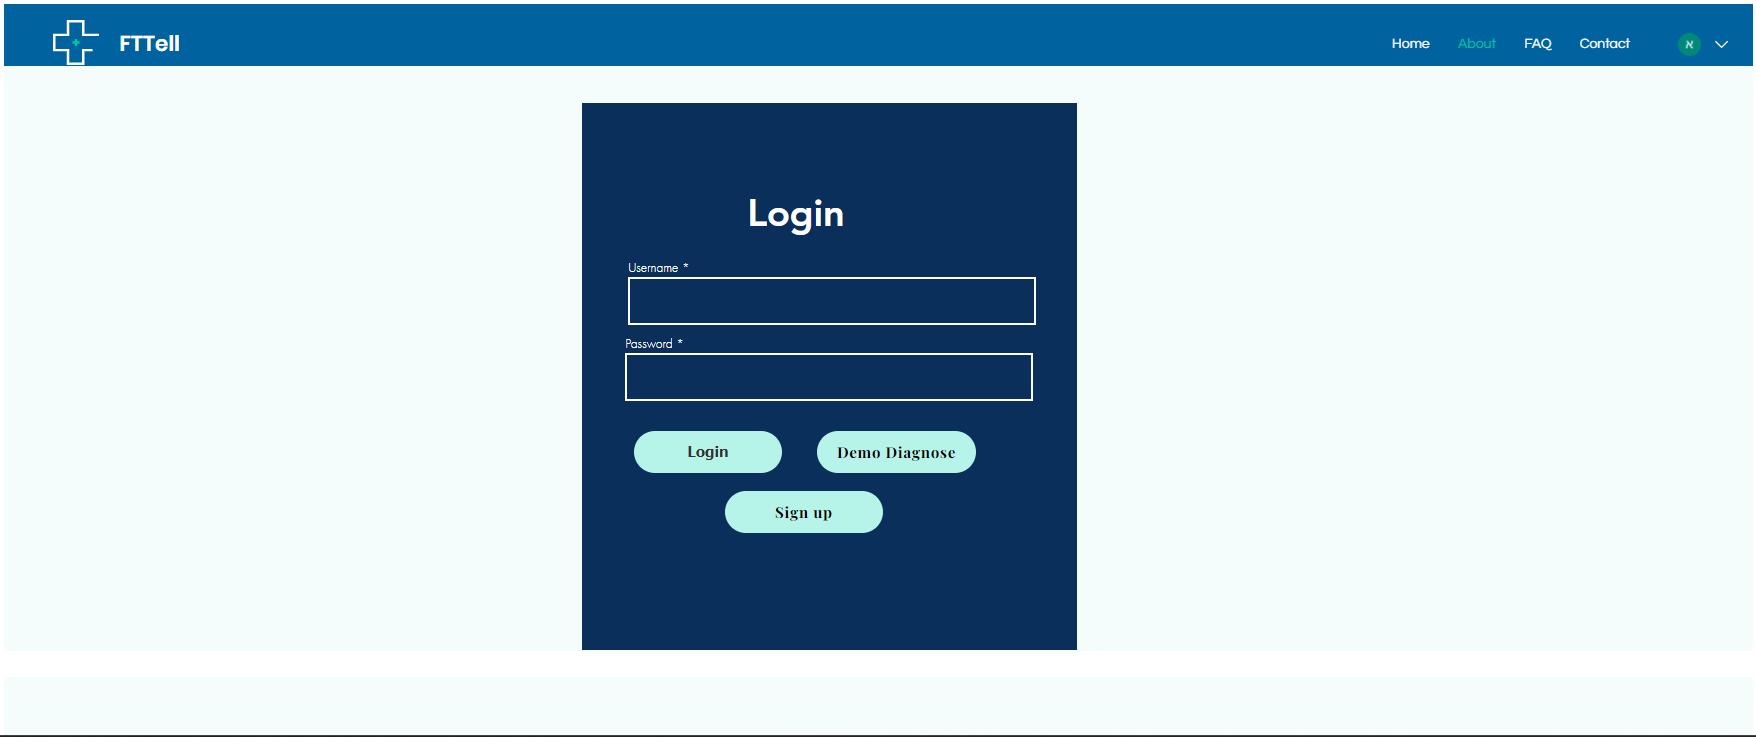 FTTell
Home About FAQ Contact א
Login
Username *
Password *
Login Demo Diagnose
Sign up